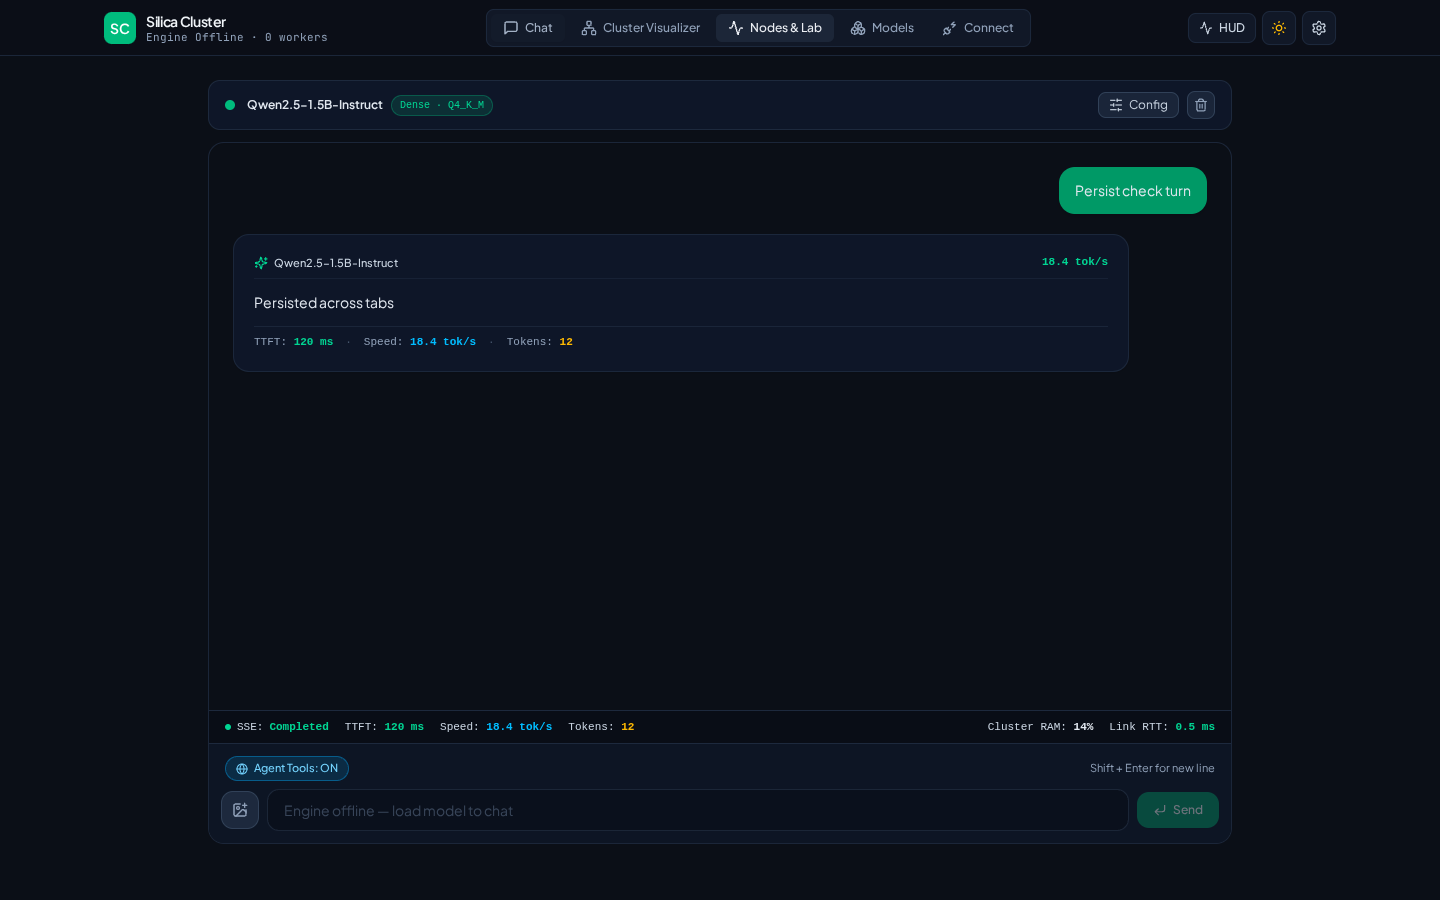 SC
Silica Cluster
Engine Offline · 0 workers
Chat
Cluster Visualizer
Nodes & Lab
Models
Connect
HUD
Qwen2.5-1.5B-Instruct
Dense · Q4_K_M
Config
Persist check turn
Qwen2.5-1.5B-Instruct
18.4 tok/s
Persisted across tabs
TTFT: 120 ms · Speed: 18.4 tok/s · Tokens: 12
SSE: Completed TTFT: 120 ms Speed: 18.4 tok/s Tokens: 12
Cluster RAM: 14% Link RTT: 0.5 ms
Agent Tools: ON
Shift + Enter for new line
Engine offline — load model to chat
Send